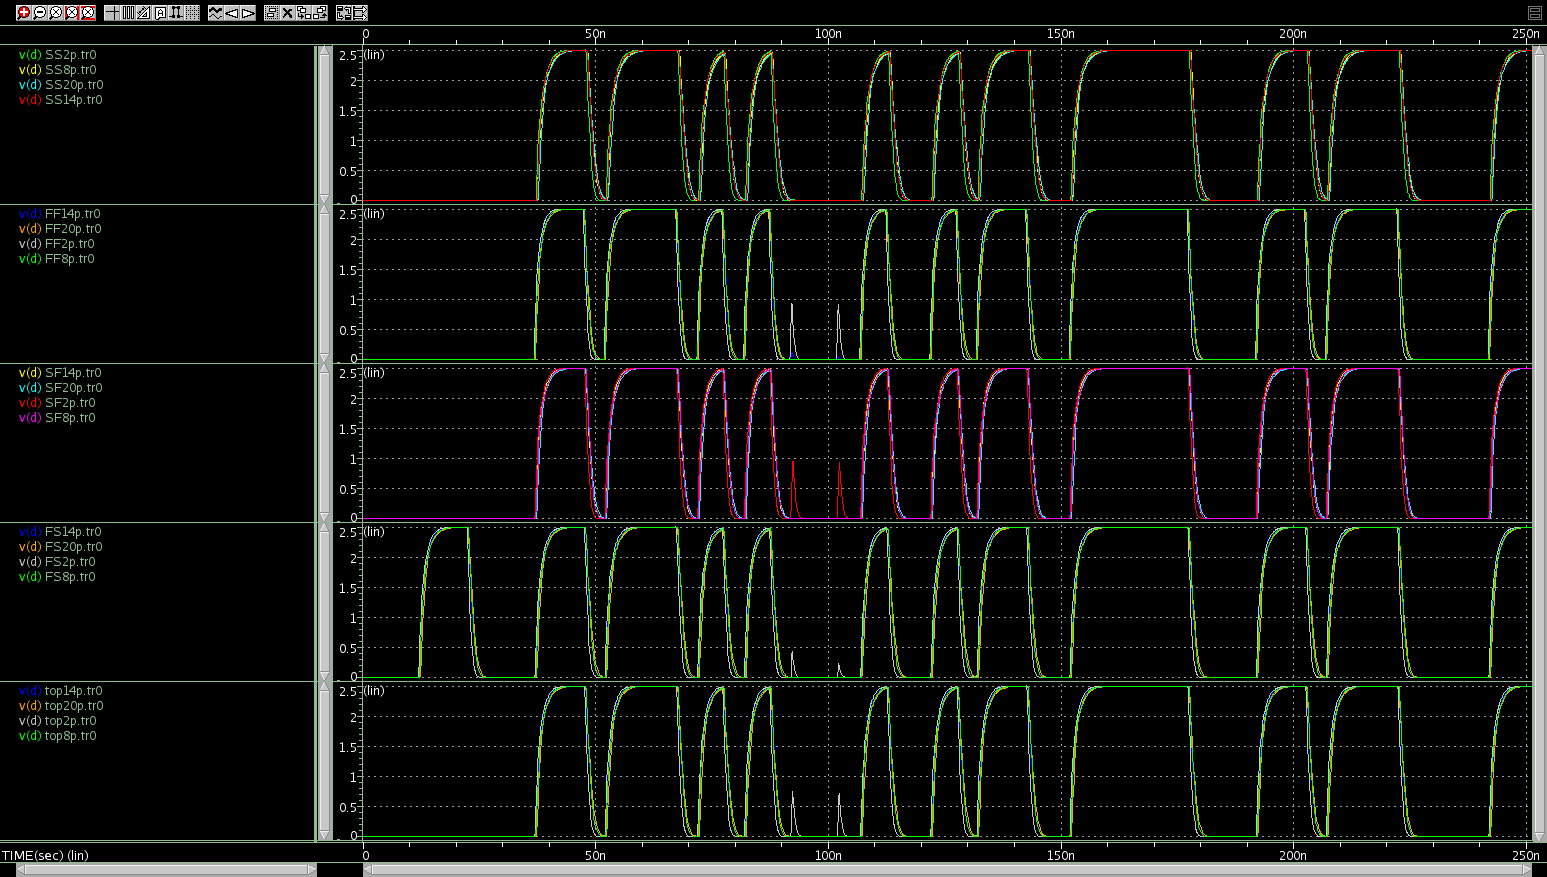 0 50n 100n 150n 200n 250n
v(d) SS2p.tr0
v(d) SS8p.tr0
v(d) SS20p.tr0
v(d) SS14p.tr0
2.5 (lin)
2
1.5
1
0.5
0
v(d) FF14p.tr0
v(d) FF20p.tr0
v(d) FF2p.tr0
v(d) FF8p.tr0
2.5 (lin)
2
1.5
1
0.5
0
v(d) SF14p.tr0
v(d) SF20p.tr0
v(d) SF2p.tr0
v(d) SF8p.tr0
2.5 (lin)
2
1.5
1
0.5
0
v(d) FS14p.tr0
v(d) FS20p.tr0
v(d) FS2p.tr0
v(d) FS8p.tr0
2.5 (lin)
2
1.5
1
0.5
0
v(d) top14p.tr0
v(d) top20p.tr0
v(d) top2p.tr0
v(d) top8p.tr0
2.5 (lin)
2
1.5
1
0.5
0
TIME(sec) (lin)
0 50n 100n 150n 200n 250n